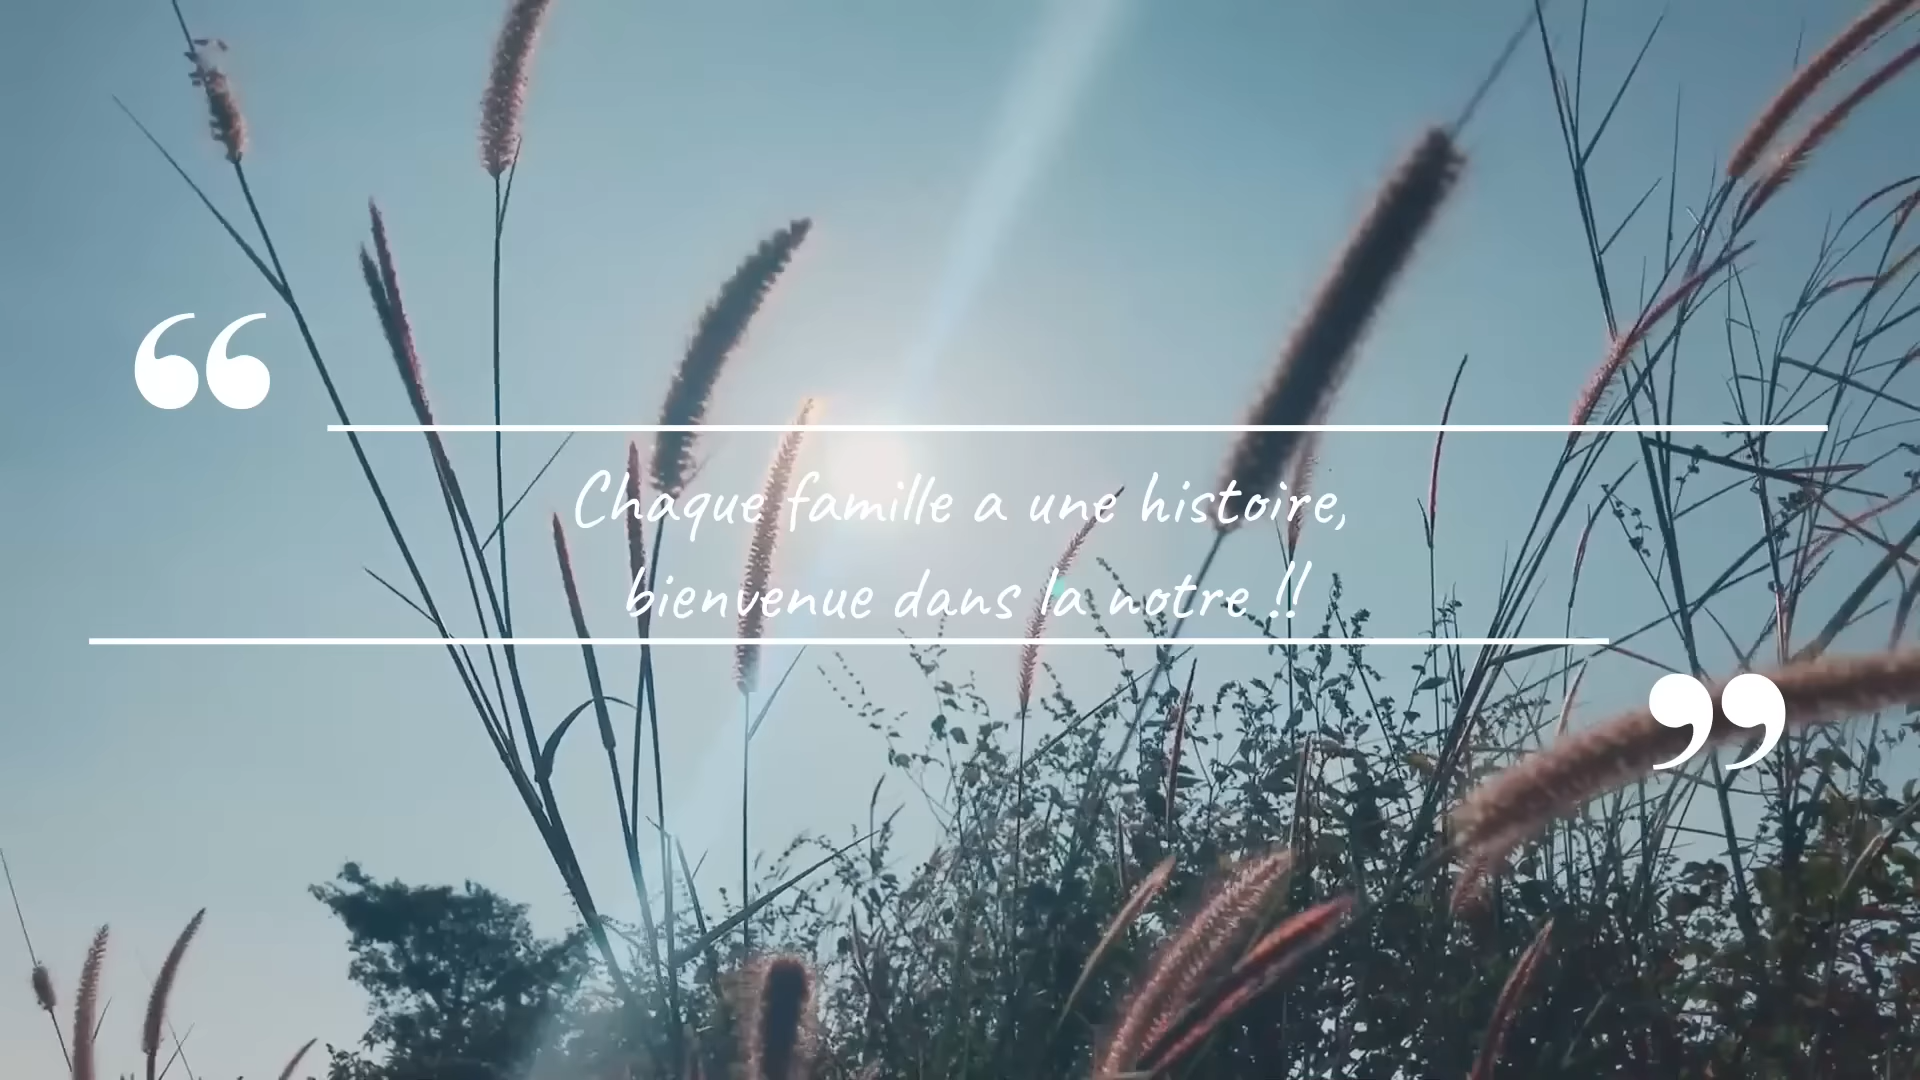 “
Chaque famille a une histoire,
bienvenue dans la notre !!
”